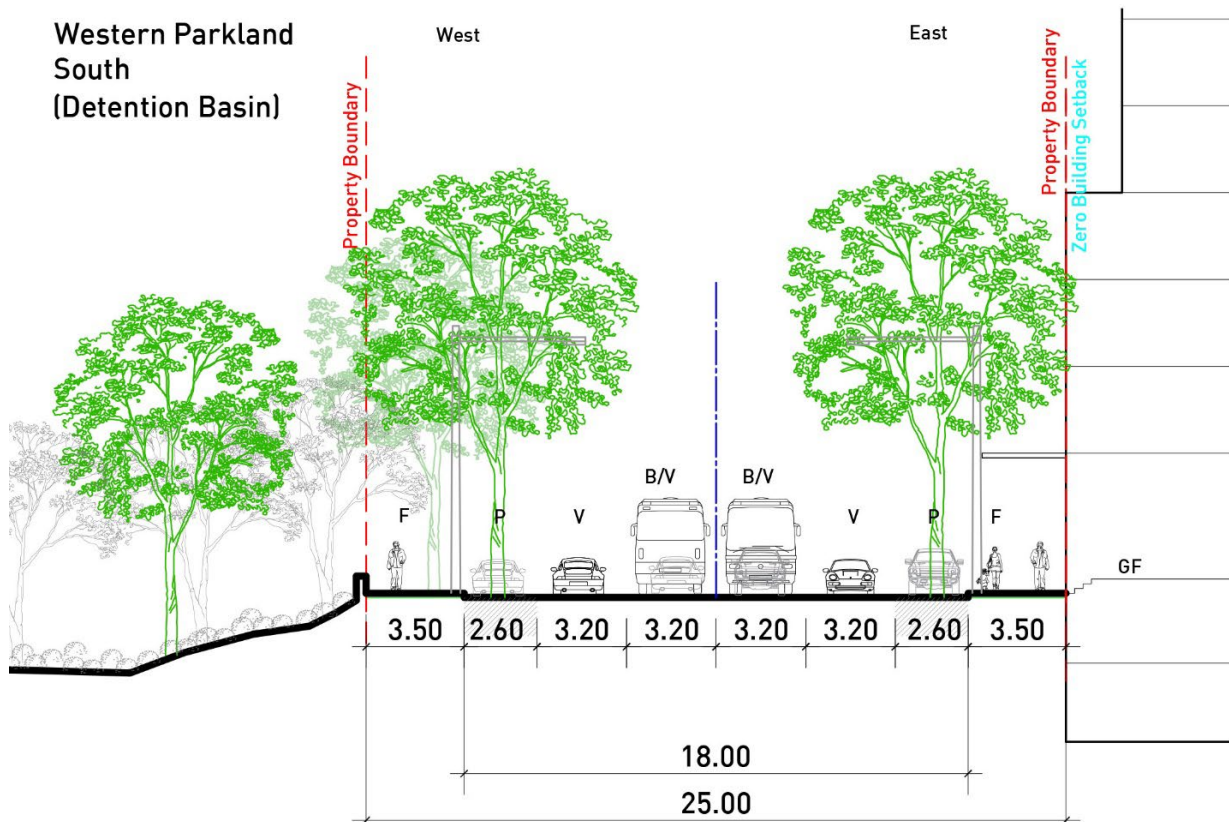 Western Parkland
South
(Detention Basin)
West
East
Property Boundary
Property Boundary
Zero Building Setback
B/V
B/V
F
P
V
V
P
F
GF
3.50
2.60
3.20
3.20
3.20
3.20
2.60
3.50
18.00
25.00